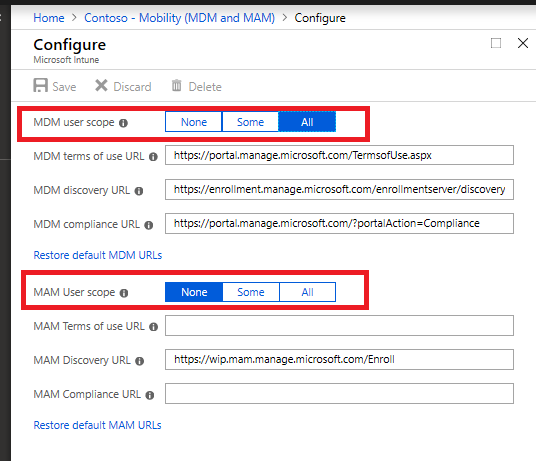 Home > Contoso - Mobility (MDM and MAM) > Configure
Configure
Microsoft Intune
Save Discard Delete
MDM user scope None Some All
MDM terms of use URL https://portal.manage.microsoft.com/TermsofUse.aspx
MDM discovery URL https://enrollment.manage.microsoft.com/enrollmentserver/discovery
MDM compliance URL https://portal.manage.microsoft.com/?portalAction=Compliance
Restore default MDM URLs
MAM User scope None Some All
MAM Terms of use URL
MAM Discovery URL https://wip.mam.manage.microsoft.com/Enroll
MAM Compliance URL
Restore default MAM URLs